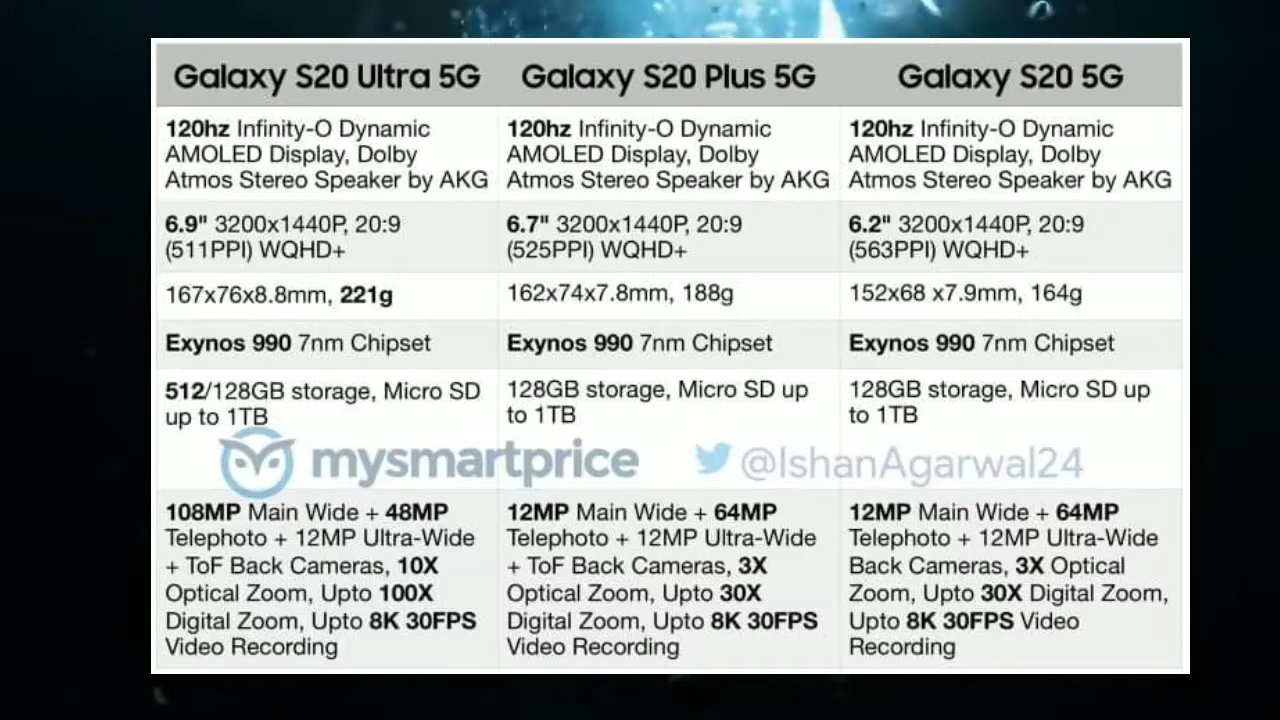 Galaxy S20 Ultra 5G
Galaxy S20 Plus 5G
Galaxy S20 5G
120hz Infinity-O Dynamic
AMOLED Display, Dolby
Atmos Stereo Speaker by AKG
120hz Infinity-O Dynamic
AMOLED Display, Dolby
Atmos Stereo Speaker by AKG
120hz Infinity-O Dynamic
AMOLED Display, Dolby
Atmos Stereo Speaker by AKG
6.9" 3200x1440P, 20:9
(511PPI) WQHD+
6.7" 3200x1440P, 20:9
(525PPI) WQHD+
6.2" 3200x1440P, 20:9
(563PPI) WQHD+
167x76x8.8mm, 221g
162x74x7.8mm, 188g
152x68 x7.9mm, 164g
Exynos 990 7nm Chipset
Exynos 990 7nm Chipset
Exynos 990 7nm Chipset
512/128GB storage, Micro SD
up to 1TB
128GB storage, Micro SD up
to 1TB
128GB storage, Micro SD up
to 1TB
mysmartprice
@IshanAgarwal24
108MP Main Wide + 48MP
Telephoto + 12MP Ultra-Wide
+ ToF Back Cameras, 10X
Optical Zoom, Upto 100X
Digital Zoom, Upto 8K 30FPS
Video Recording
12MP Main Wide + 64MP
Telephoto + 12MP Ultra-Wide
+ ToF Back Cameras, 3X
Optical Zoom, Upto 30X
Digital Zoom, Upto 8K 30FPS
Video Recording
12MP Main Wide + 64MP
Telephoto + 12MP Ultra-Wide
Back Cameras, 3X Optical
Zoom, Upto 30X Digital Zoom,
Upto 8K 30FPS Video
Recording